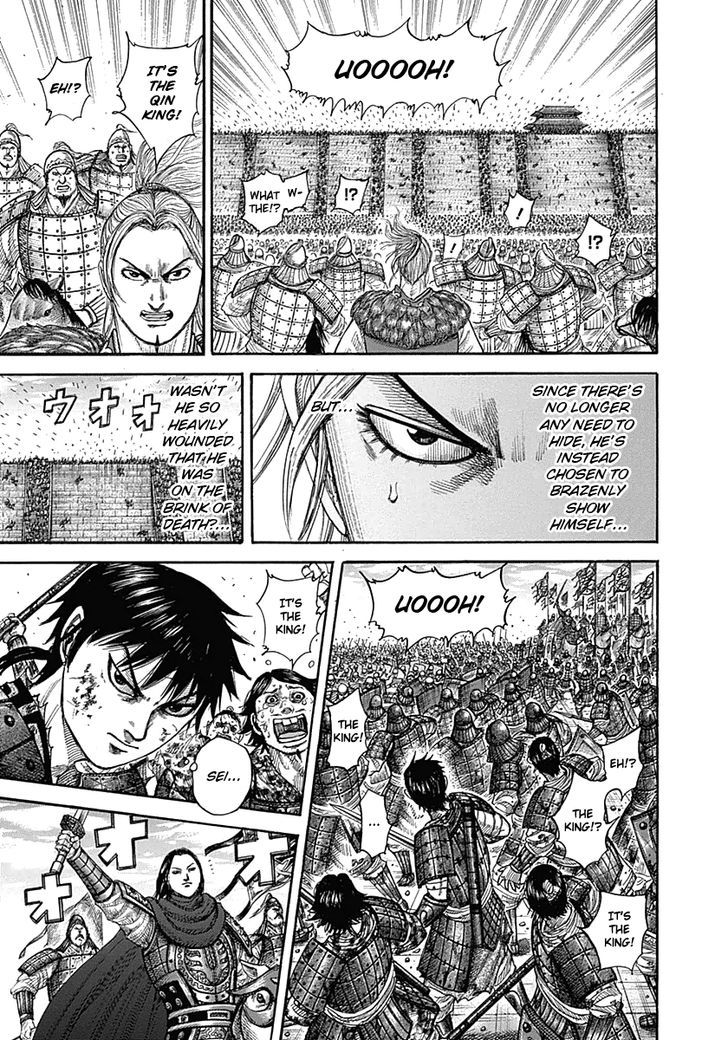 UOOOOH!
!?
!
!
!?
W-
WHAT
THE!?
IT'S
THE
QIN
KING!
EH!?
SINCE THERE'S
NO LONGER
ANY NEED TO
HIDE, HE'S
INSTEAD
CHOSEN TO
BRAZENLY
SHOW
HIMSELF...
BUT...
WASN'T
HE SO
HEAVILY
WOUNDED
THAT HE
WAS
ON THE
BRINK OF
DEATH?...
ウオオ
UOOOH!
EH!?
THE
KING!?
IT'S
THE
KING!
THE
KING!
...
IT'S
THE
KING!
SEI...
オオオ